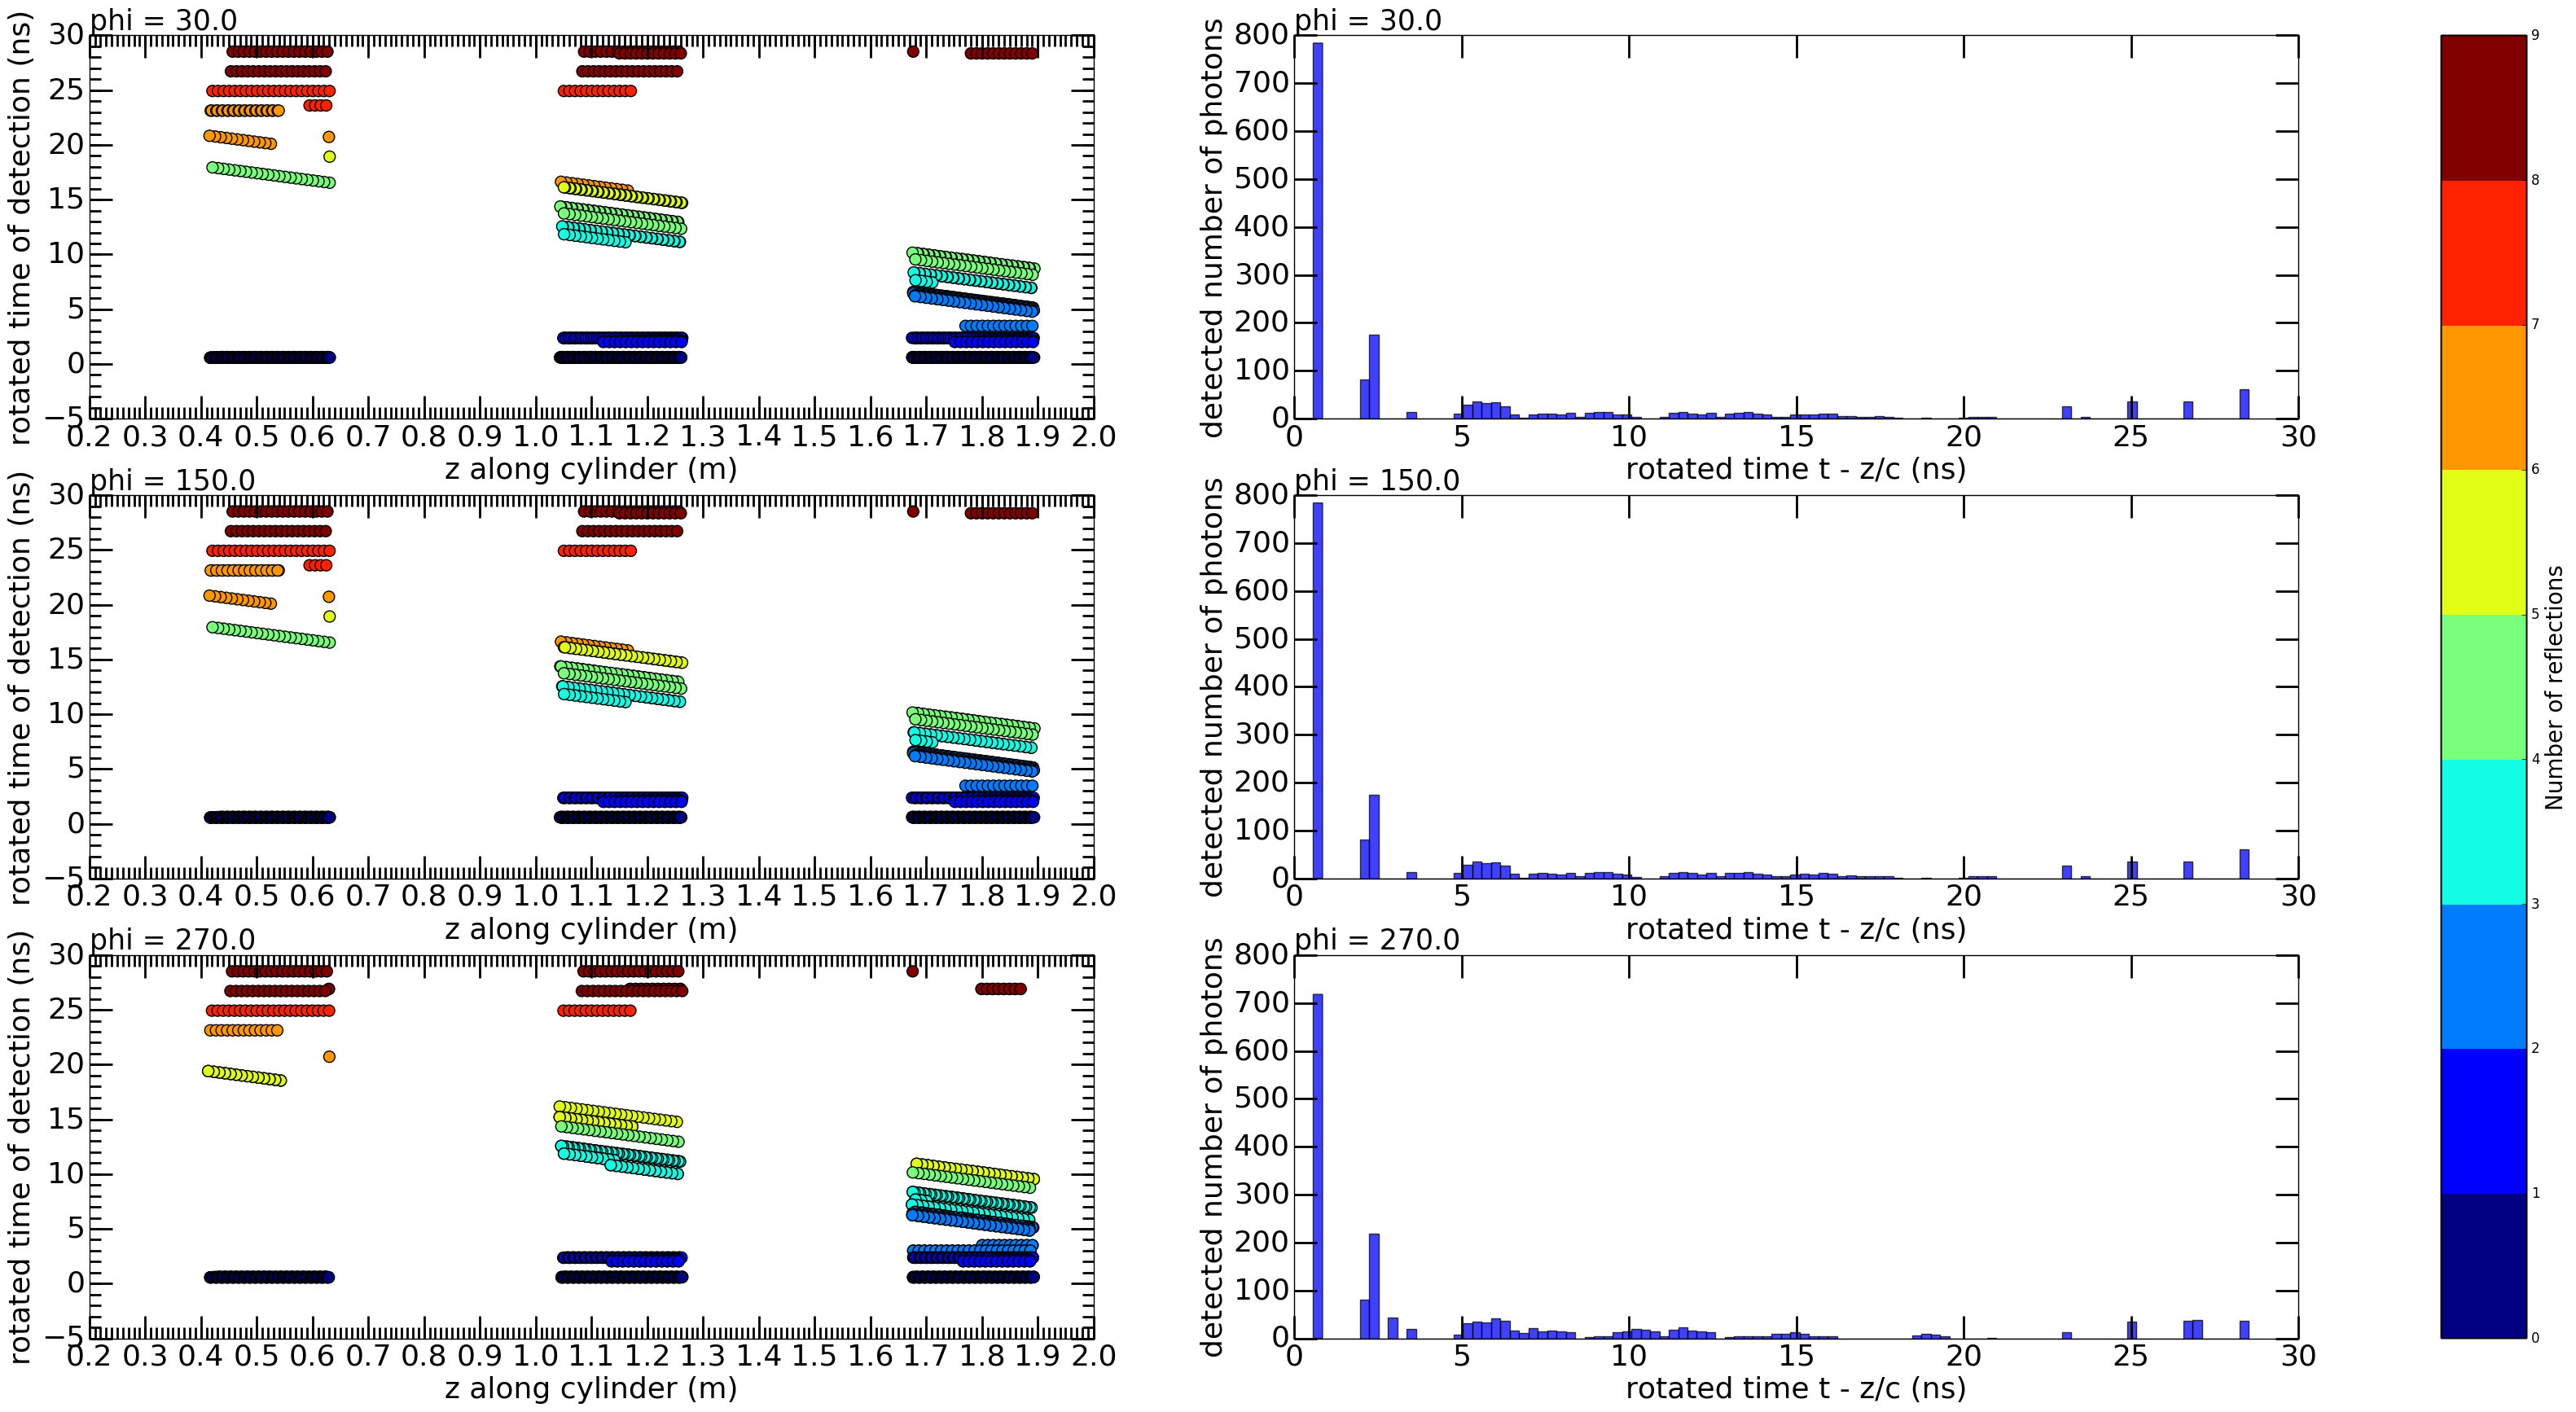 phi = 30.0
rotated time of detection (ns)
30
25
20
15
10
5
0
−5
0.2 0.3 0.4 0.5 0.6 0.7 0.8 0.9 1.0 1.1 1.2 1.3 1.4 1.5 1.6 1.7 1.8 1.9 2.0
z along cylinder (m)
phi = 30.0
detected number of photons
800
700
600
500
400
300
200
100
0
0 5 10 15 20 25 30
rotated time t - z/c (ns)
phi = 150.0
rotated time of detection (ns)
30
25
20
15
10
5
0
−5
0.2 0.3 0.4 0.5 0.6 0.7 0.8 0.9 1.0 1.1 1.2 1.3 1.4 1.5 1.6 1.7 1.8 1.9 2.0
z along cylinder (m)
phi = 150.0
detected number of photons
800
700
600
500
400
300
200
100
0
0 5 10 15 20 25 30
rotated time t - z/c (ns)
phi = 270.0
rotated time of detection (ns)
30
25
20
15
10
5
0
−5
0.2 0.3 0.4 0.5 0.6 0.7 0.8 0.9 1.0 1.1 1.2 1.3 1.4 1.5 1.6 1.7 1.8 1.9 2.0
z along cylinder (m)
phi = 270.0
detected number of photons
800
700
600
500
400
300
200
100
0
0 5 10 15 20 25 30
rotated time t - z/c (ns)
9
8
7
6
5
4
3
2
1
0
Number of reflections